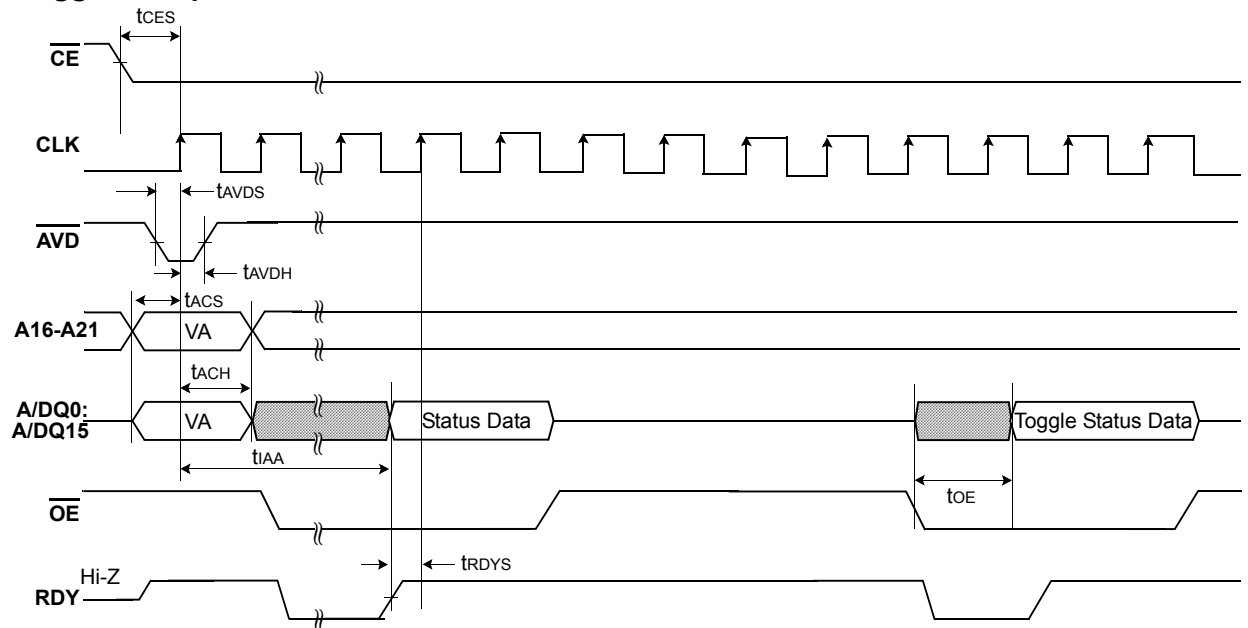 tCES
CE
CLK
tAVDS
AVD
tAVDH
tACS
A16-A21
VA
tACH
A/DQ0:
A/DQ15
VA
Status Data
Toggle Status Data
tIAA
OE
tOE
tRDYS
Hi-Z
RDY